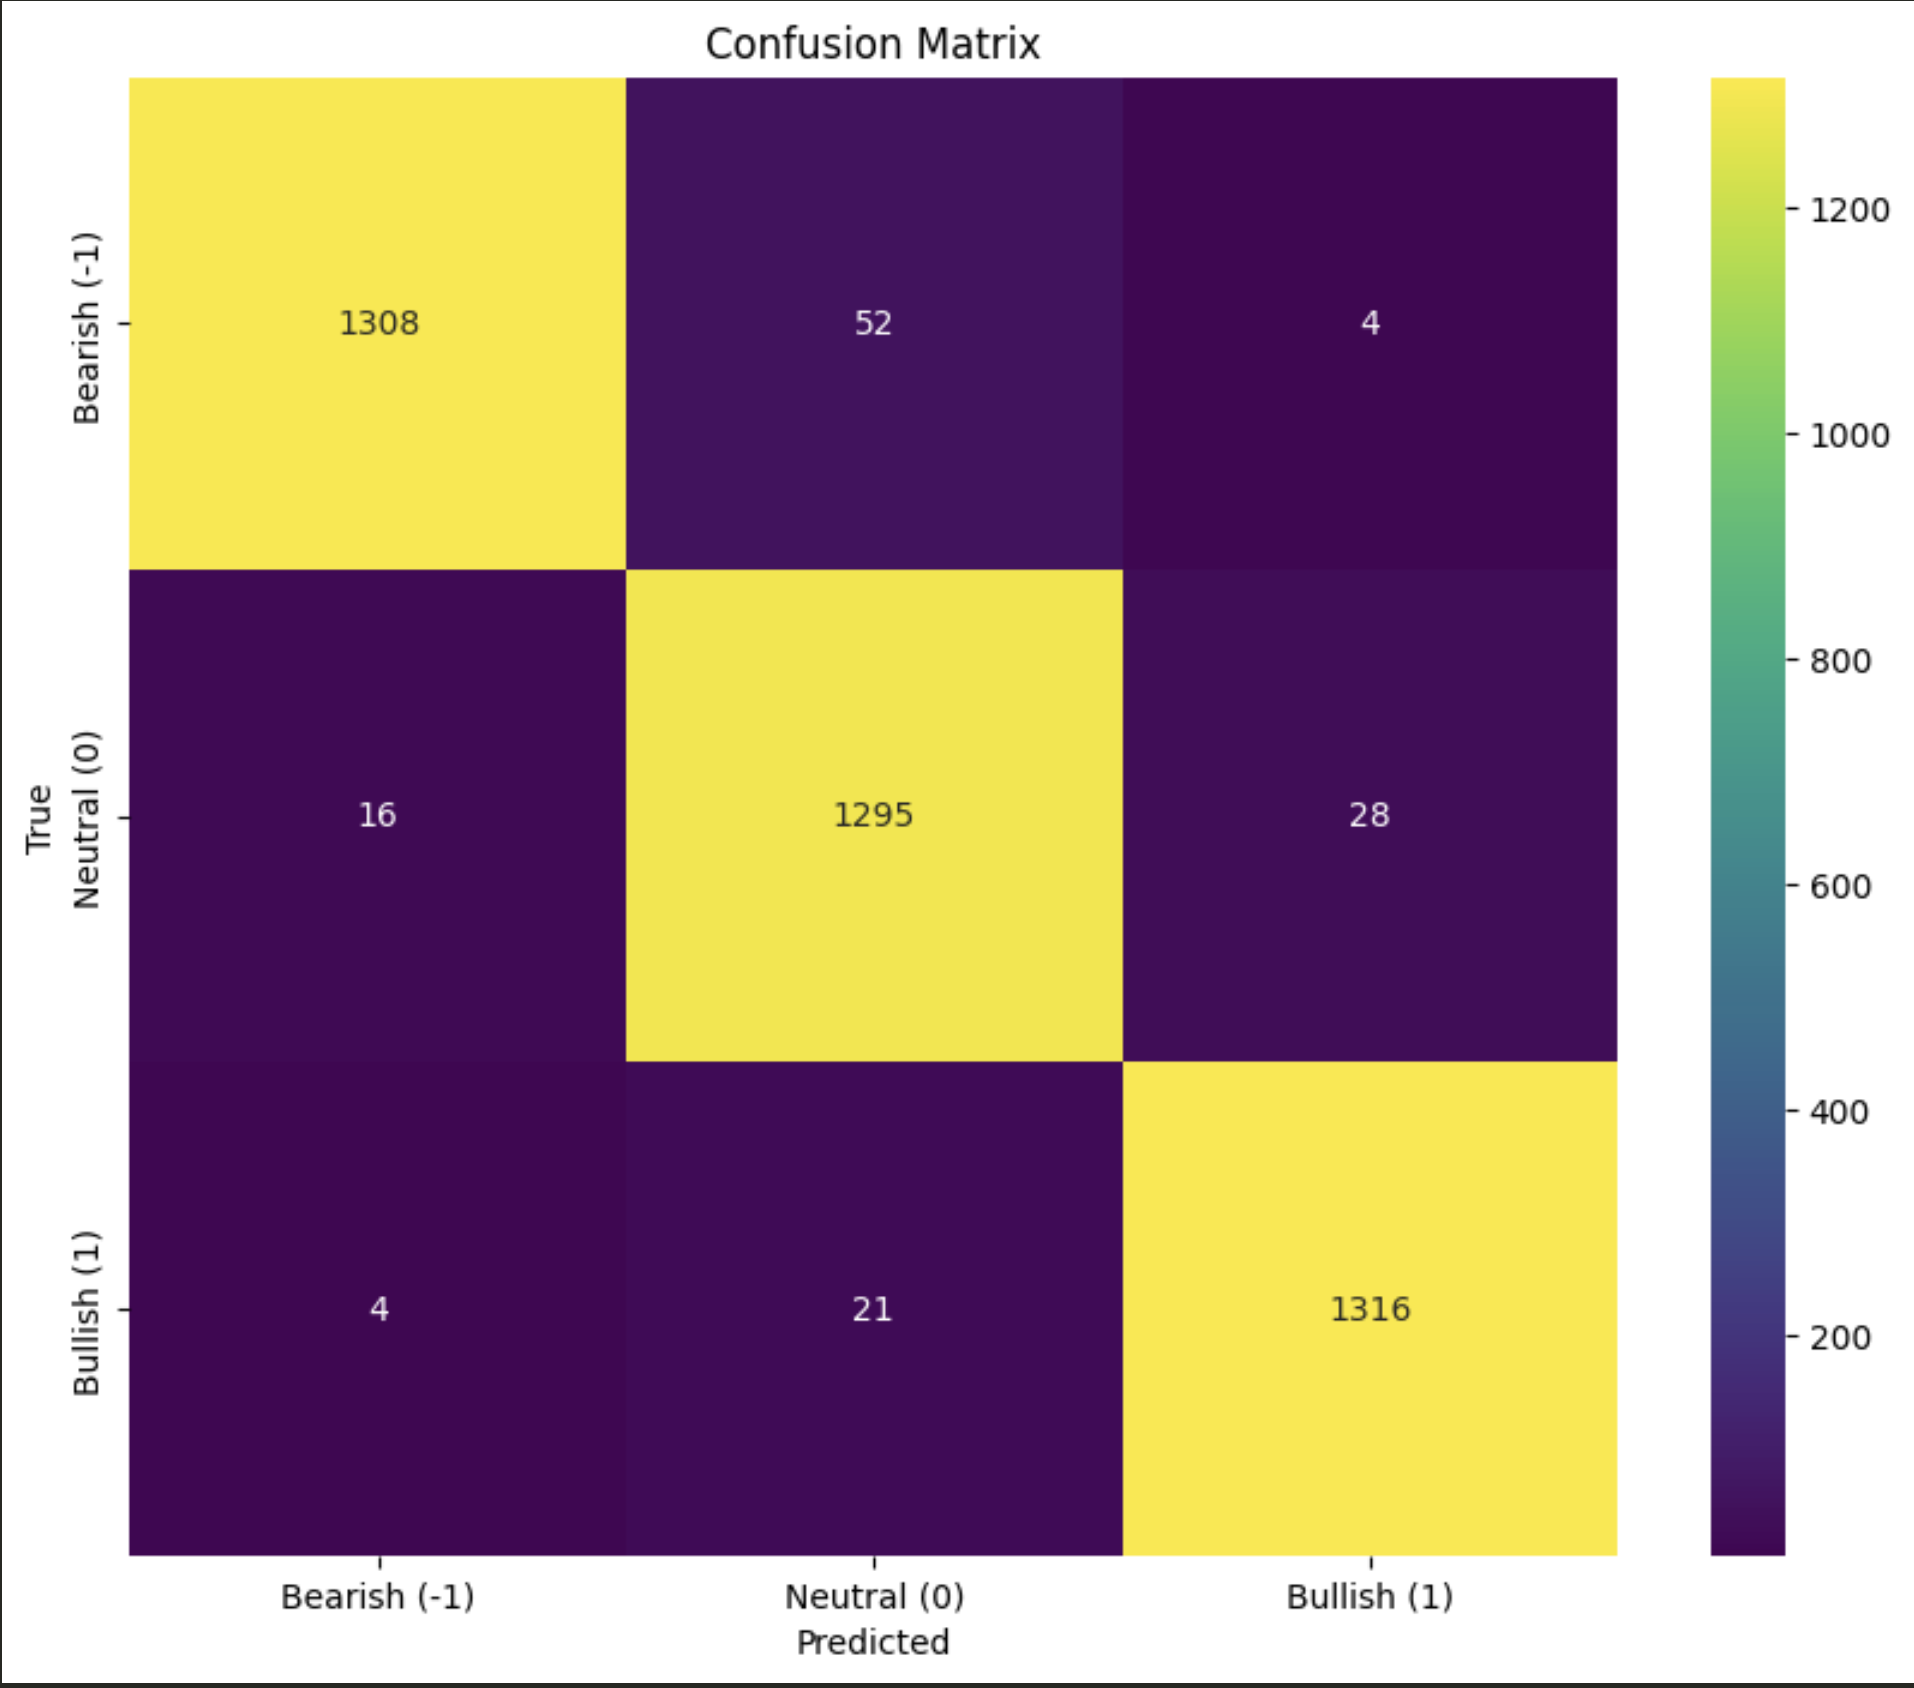 Confusion Matrix
Bearish (-1)
1308
52
4
True
Neutral (0)
16
1295
28
Bullish (1)
4
21
1316
Bearish (-1)
Neutral (0)
Bullish (1)
Predicted
1200
1000
800
600
400
200